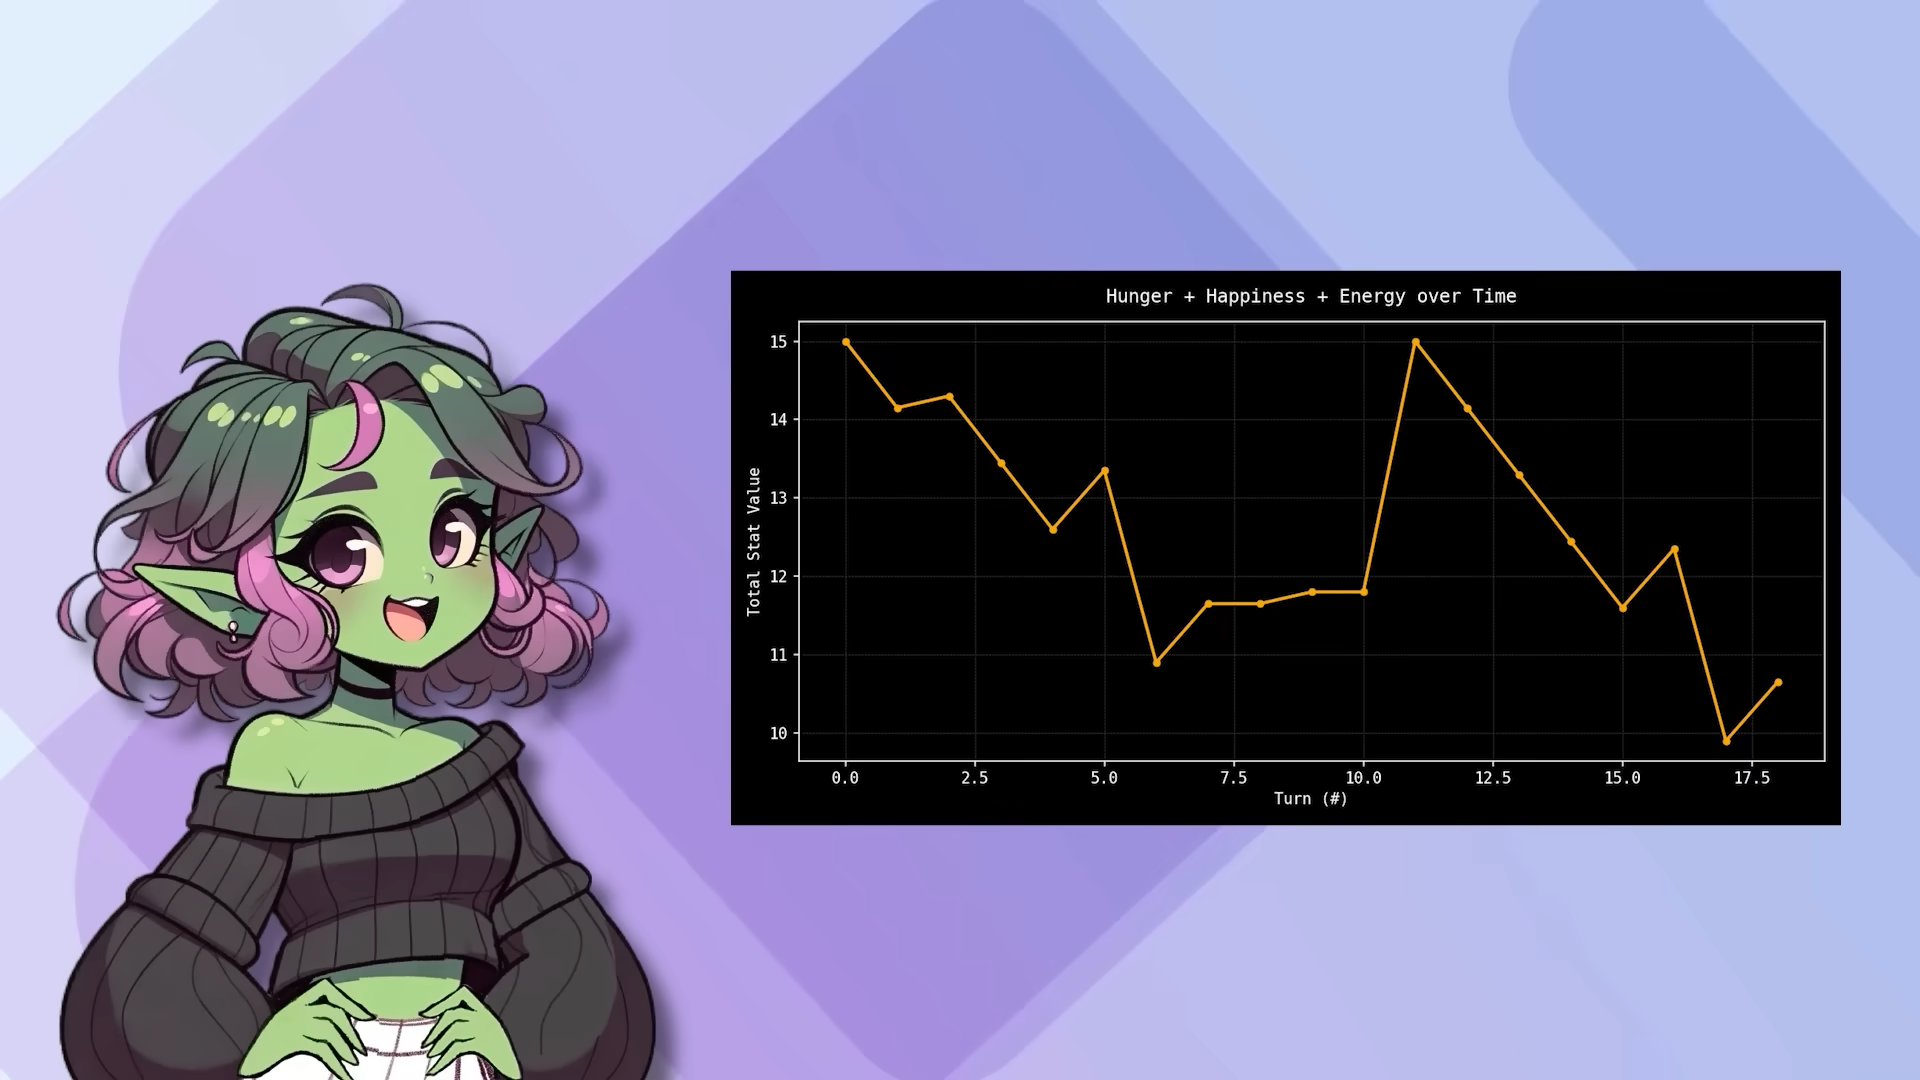 Hunger + Happiness + Energy over Time
Total Stat Value
15
14
13
12
11
10
0.0 2.5 5.0 7.5 10.0 12.5 15.0 17.5
Turn (#)